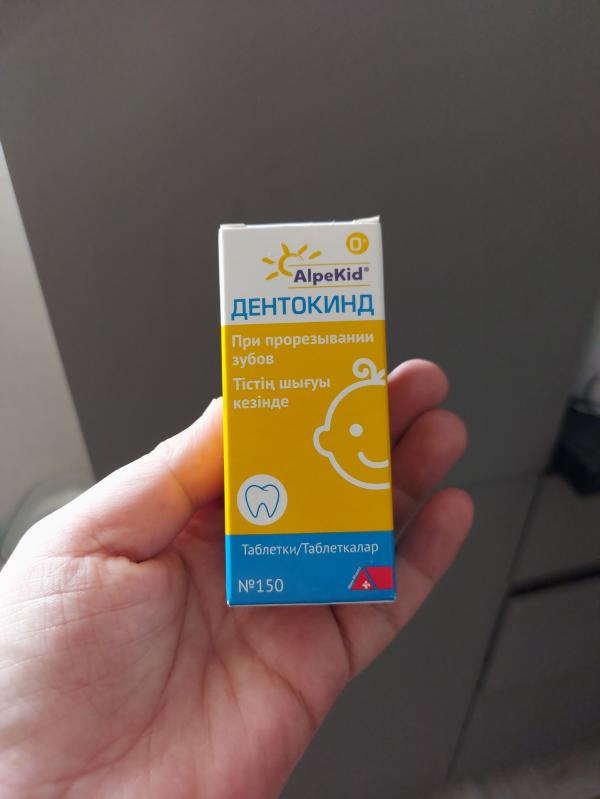 0+
AlpeKid®
ДЕНТОКИНД
При прорезывании
зубов
Тістің шығуы
кезінде
Таблетки/Таблеткалар
№150